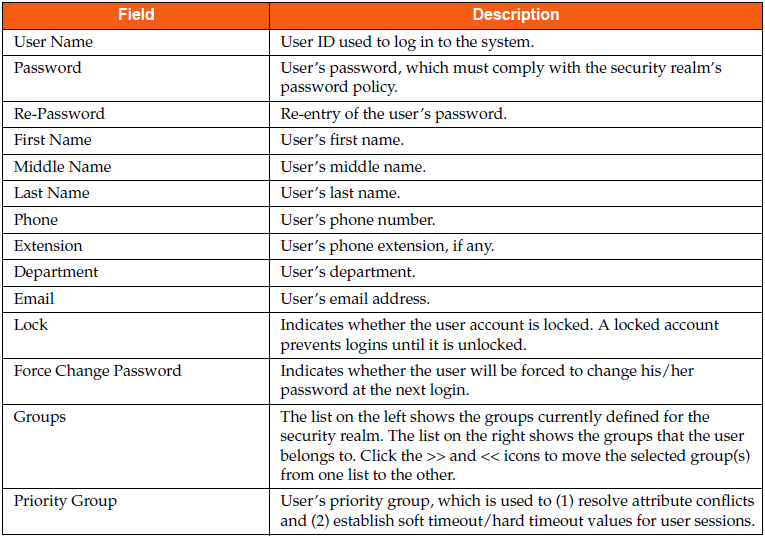 Field Description
User Name User ID used to log in to the system.
Password User’s password, which must comply with the security realm’s
password policy.
Re-Password Re-entry of the user’s password.
First Name User’s first name.
Middle Name User’s middle name.
Last Name User’s last name.
Phone User’s phone number.
Extension User’s phone extension, if any.
Department User’s department.
Email User’s email address.
Lock Indicates whether the user account is locked. A locked account
prevents logins until it is unlocked.
Force Change Password Indicates whether the user will be forced to change his/her
password at the next login.
Groups The list on the left shows the groups currently defined for the
security realm. The list on the right shows the groups that the user
belongs to. Click the >> and << icons to move the selected group(s)
from one list to the other.
Priority Group User’s priority group, which is used to (1) resolve attribute conflicts
and (2) establish soft timeout/hard timeout values for user sessions.